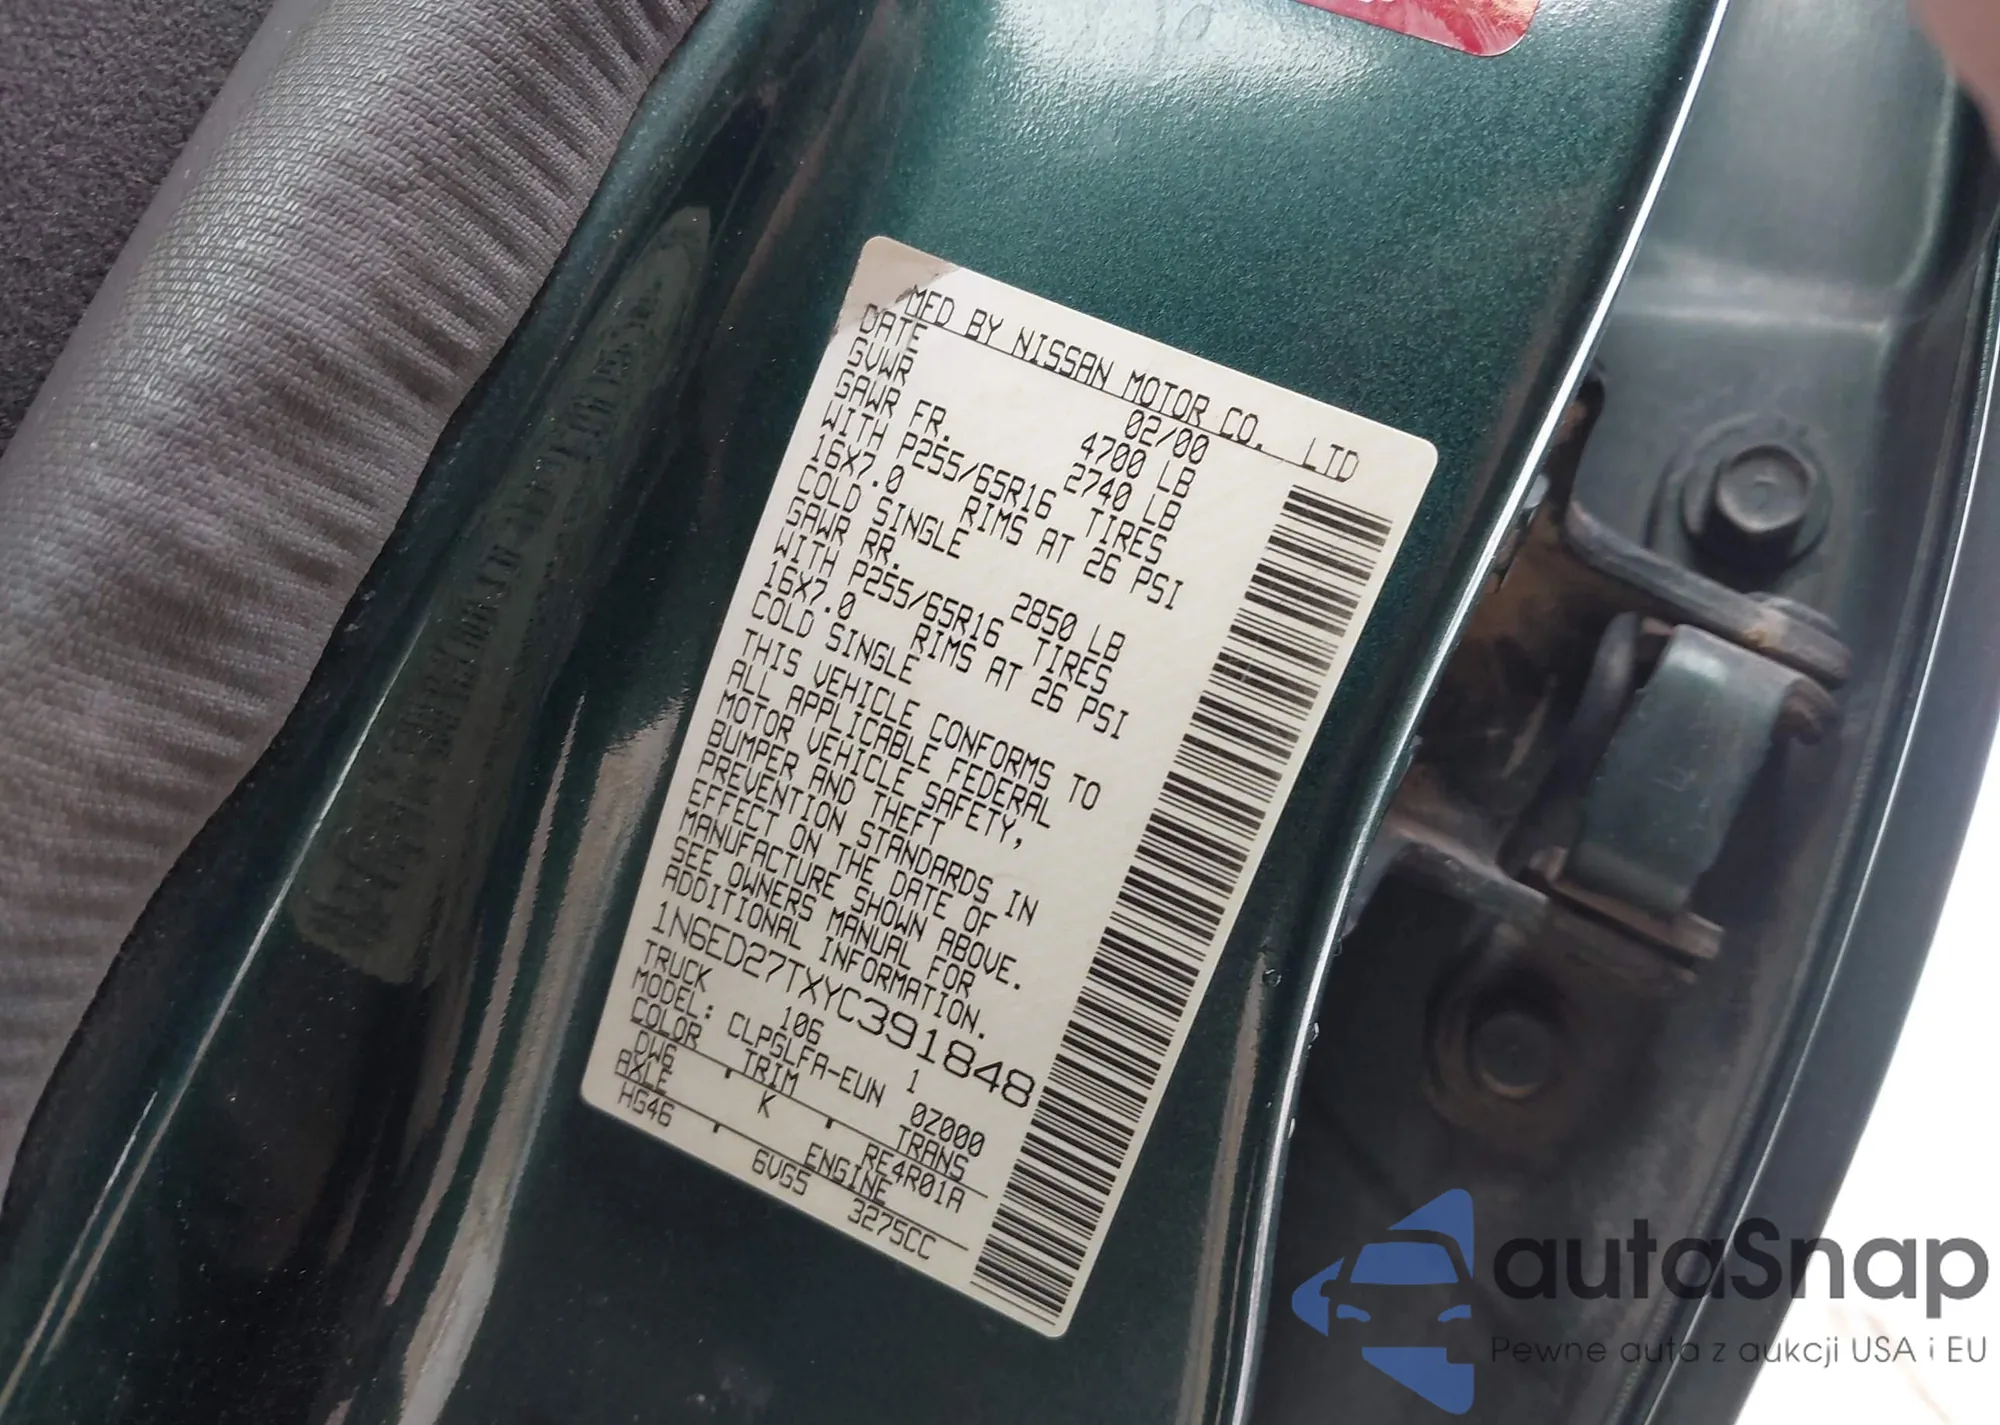 MFD BY NISSAN MOTOR CO. LTD
DATE 02/00
GVWR 4700 LB
GAWR FR. 2740 LB
WITH P255/65R16 TIRES
16X7.0 RIMS AT 26 PSI
COLD SINGLE
GAWR RR. 2850 LB
WITH P255/65R16 TIRES
16X7.0 RIMS AT 26 PSI
COLD SINGLE
THIS VEHICLE CONFORMS TO
ALL APPLICABLE FEDERAL
MOTOR VEHICLE SAFETY,
BUMPER AND THEFT
PREVENTION STANDARDS IN
EFFECT ON THE DATE OF
MANUFACTURE SHOWN ABOVE.
SEE OWNERS MANUAL FOR
ADDITIONAL INFORMATION.
1N6ED27TXYC391848
TRUCK 106 1
MODEL: CLPSLFA-EUN 0Z000
COLOR TRIM TRANS
DW6 K RE4R01A
AXLE ENGINE
HG46 6VG5 3275CC
autaSnap
Pewne auta z aukcji USA i EU